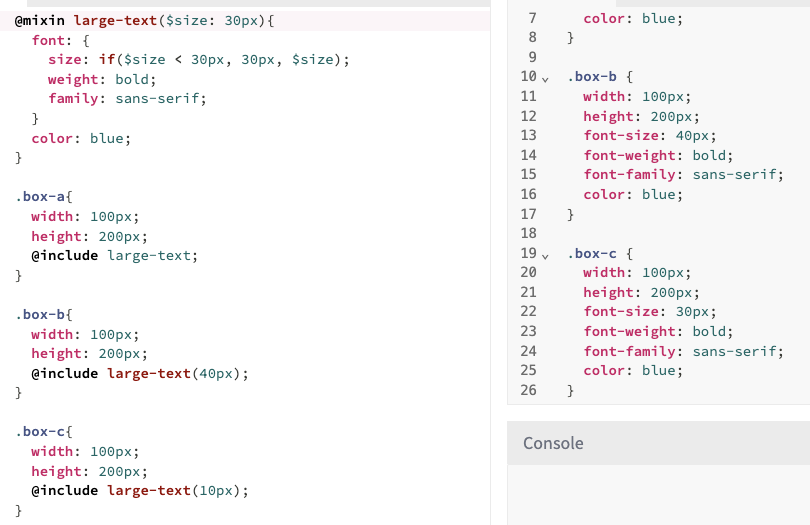 @mixin large-text($size: 30px){
  font: {
    size: if($size < 30px, 30px, $size);
    weight: bold;
    family: sans-serif;
  }
  color: blue;
}

.box-a{
  width: 100px;
  height: 200px;
  @include large-text;
}

.box-b{
  width: 100px;
  height: 200px;
  @include large-text(40px);
}

.box-c{
  width: 100px;
  height: 200px;
  @include large-text(10px);
}
7     color: blue;
8   }
9
10  .box-b {
11    width: 100px;
12    height: 200px;
13    font-size: 40px;
14    font-weight: bold;
15    font-family: sans-serif;
16    color: blue;
17  }
18
19  .box-c {
20    width: 100px;
21    height: 200px;
22    font-size: 30px;
23    font-weight: bold;
24    font-family: sans-serif;
25    color: blue;
26  }
Console